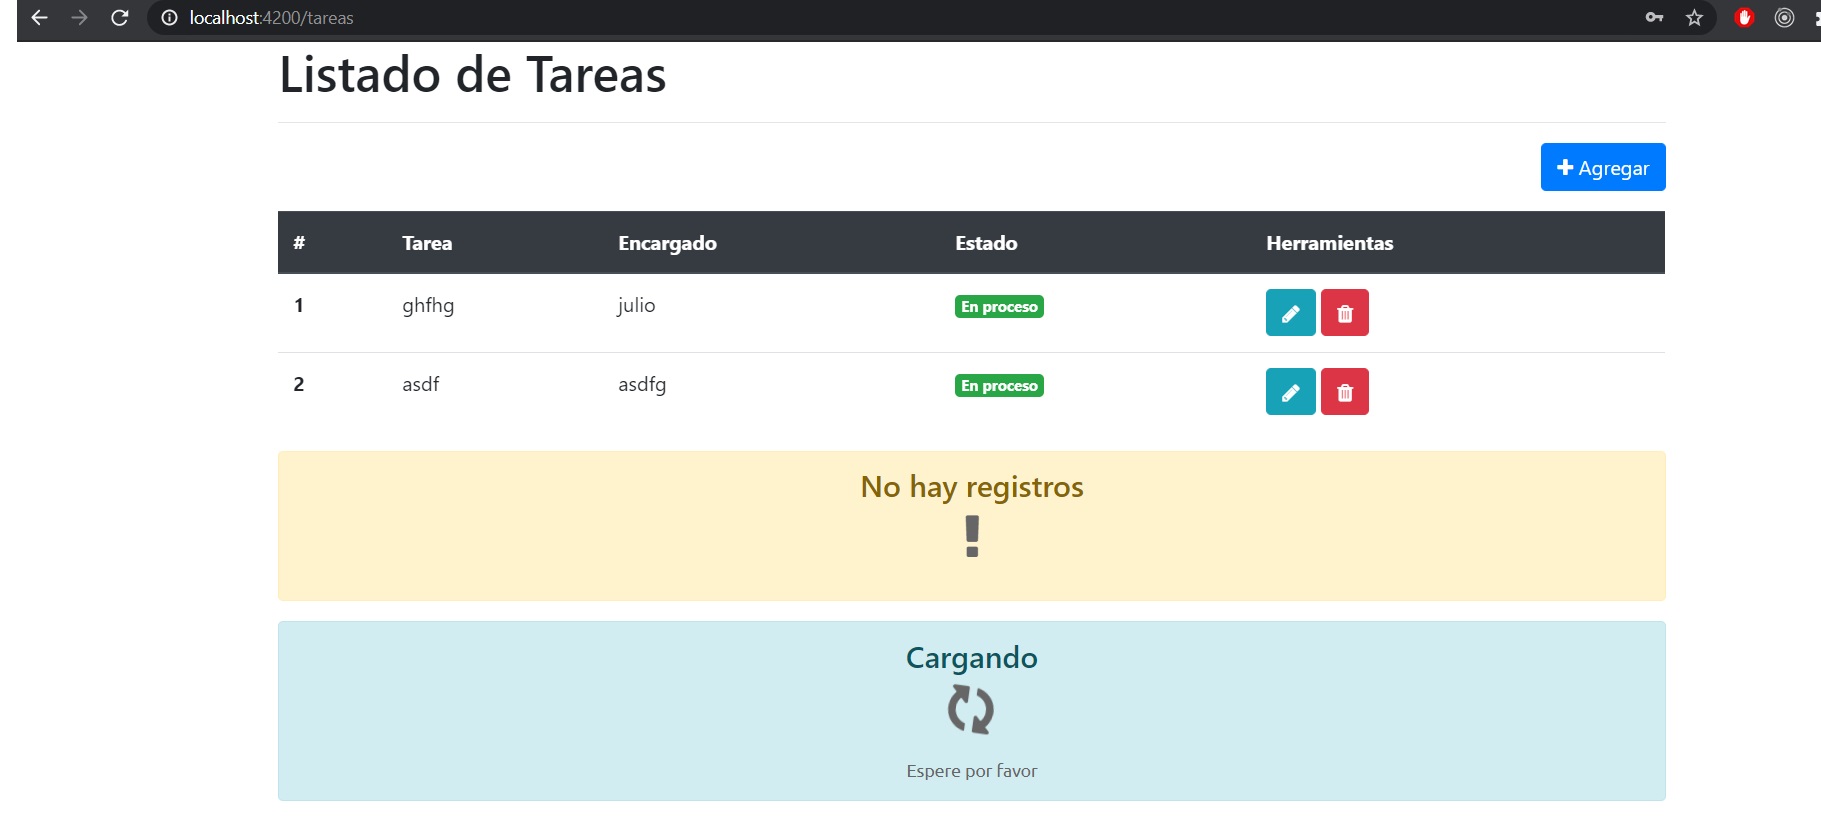 localhost:4200/tareas
Listado de Tareas
Agregar
# Tarea Encargado Estado Herramientas
1 ghfhg julio En proceso
2 asdf asdfg En proceso
No hay registros
Cargando
Espere por favor